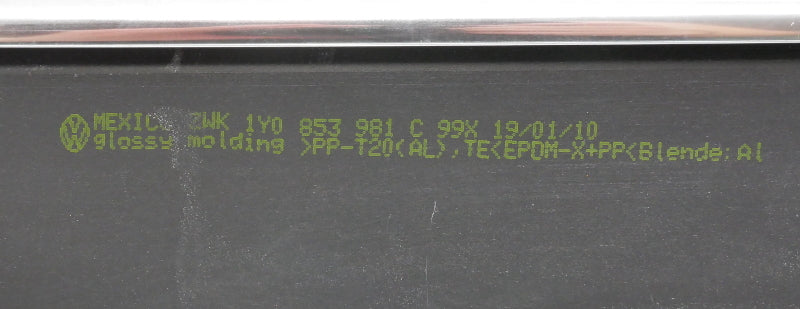 MEXICO ZWK 1Y0 853 981 C 99X 19/01/10
glossy molding >PP-T20(AL),TE<EPDM-X+PP<Blende;Al